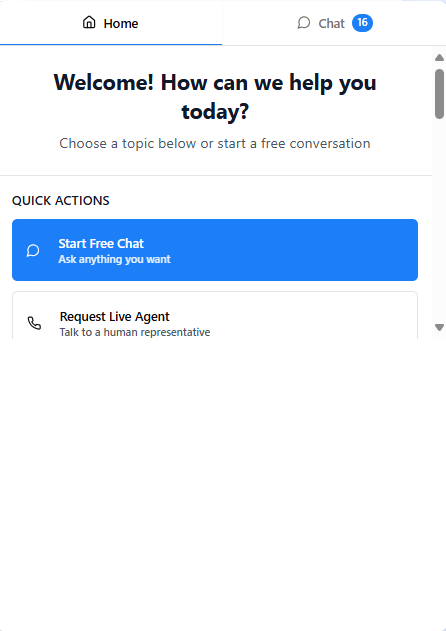 Home
Chat 16
Welcome! How can we help you
today?
Choose a topic below or start a free conversation
QUICK ACTIONS
Start Free Chat
Ask anything you want
Request Live Agent
Talk to a human representative